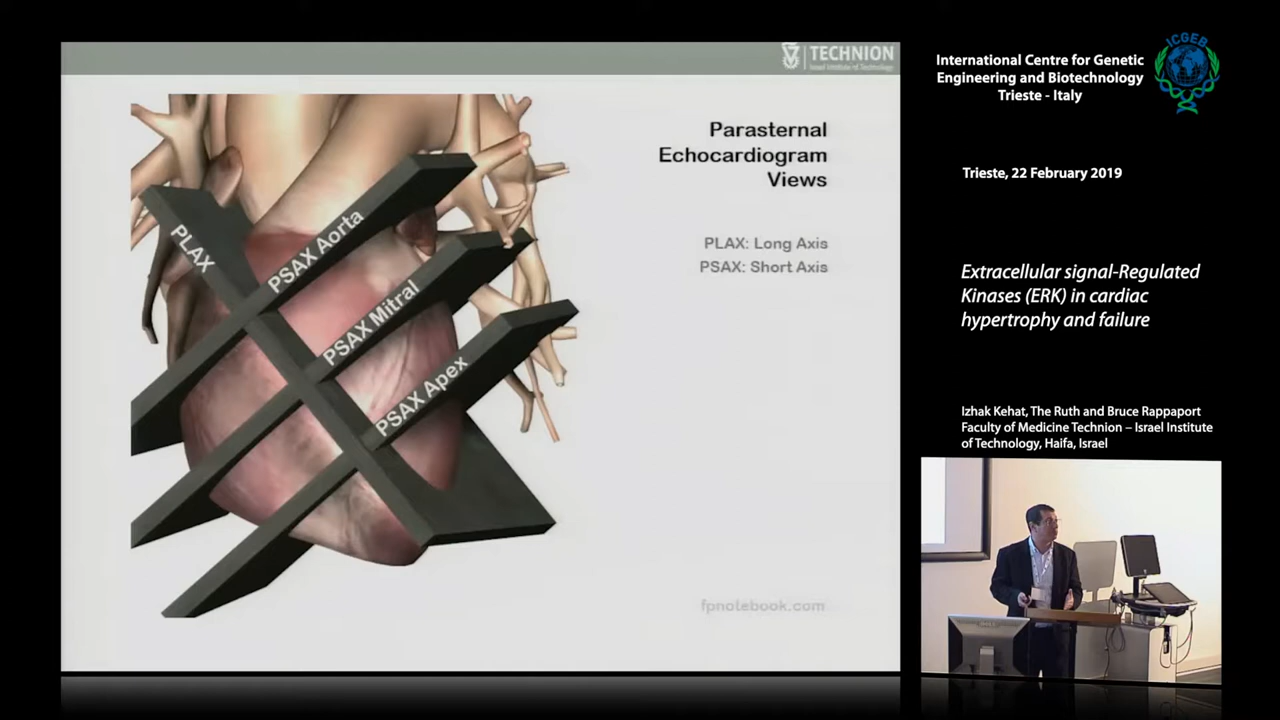 TECHNION
Israel Institute of Technology
Parasternal
Echocardiogram
Views
PLAX: Long Axis
PSAX: Short Axis
PLAX
PSAX Aorta
PSAX Mitral
PSAX Apex
fpnotebook.com
International Centre for Genetic
Engineering and Biotechnology
Trieste - Italy
ICGEB
Trieste, 22 February 2019
Extracellular signal-Regulated
Kinases (ERK) in cardiac
hypertrophy and failure
Izhak Kehat, The Ruth and Bruce Rappaport
Faculty of Medicine Technion – Israel Institute
of Technology, Haifa, Israel